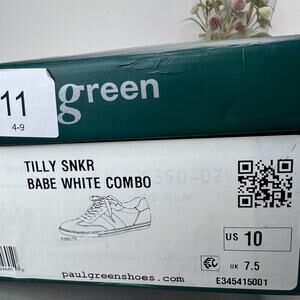 11
4-9
green
TILLY SNKR
BABE WHITE COMBO
US 10
UK 7.5
paulgreenshoes.com
E345415001